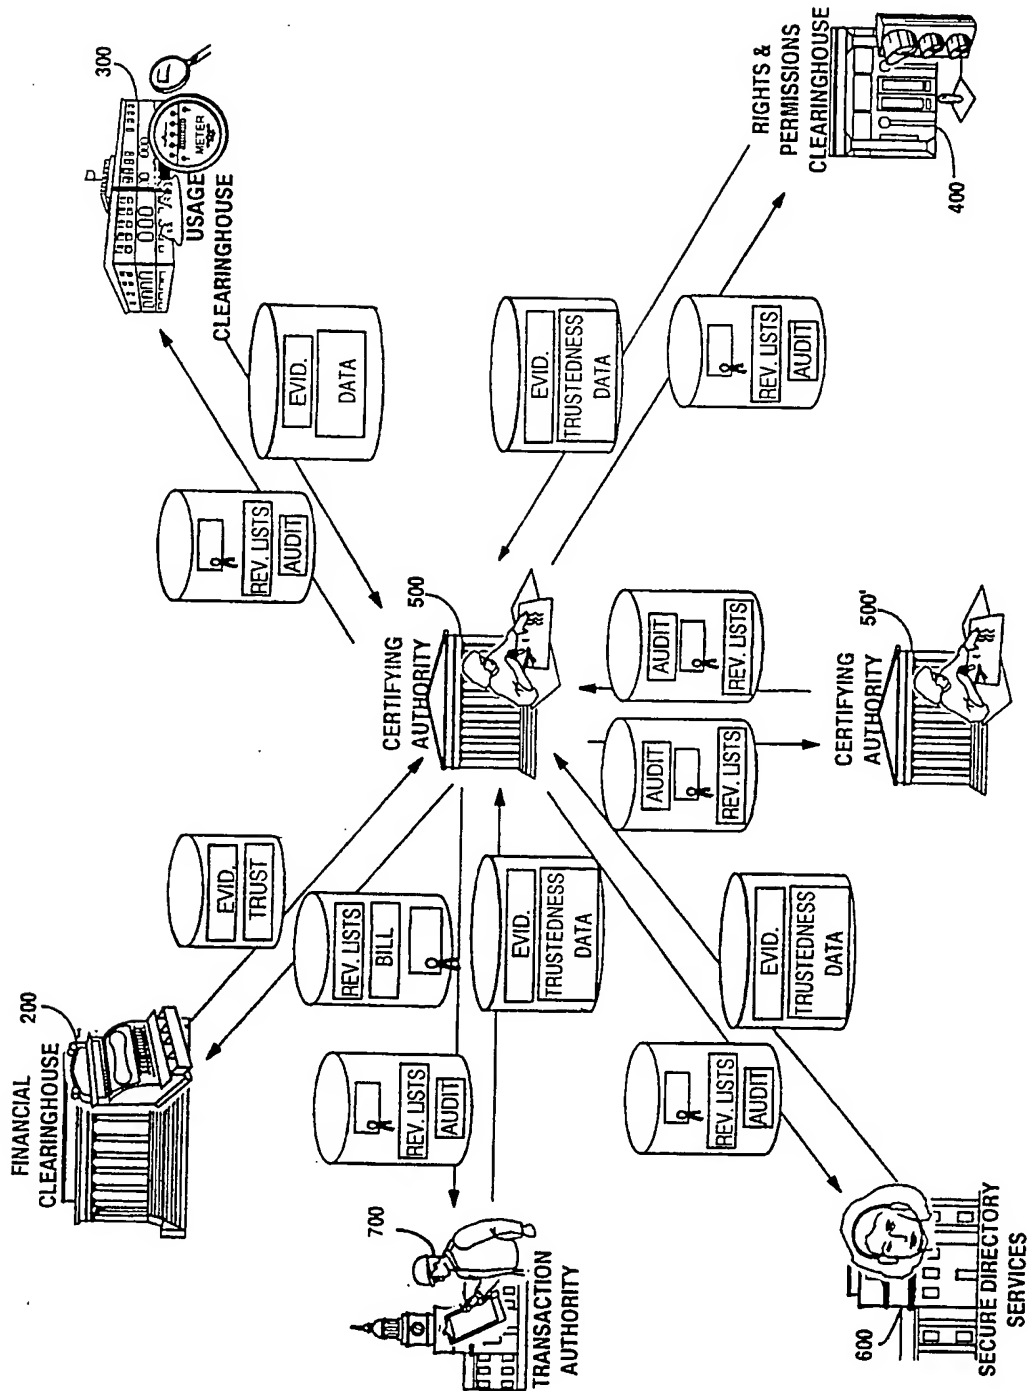 FINANCIAL
CLEARINGHOUSE
200
300
METER
USAGE
CLEARINGHOUSE
EVID.
TRUST
REV. LISTS
AUDIT
EVID.
DATA
REV. LISTS
BILL
700
TRANSACTION
AUTHORITY
REV. LISTS
AUDIT
EVID.
TRUSTEDNESS
DATA
CERTIFYING
AUTHORITY
500
EVID.
TRUSTEDNESS
DATA
REV. LISTS
AUDIT
RIGHTS &
PERMISSIONS
CLEARINGHOUSE
400
AUDIT
REV. LISTS
AUDIT
REV. LISTS
REV. LISTS
AUDIT
EVID.
TRUSTEDNESS
DATA
600
SECURE DIRECTORY
SERVICES
CERTIFYING
AUTHORITY
500'